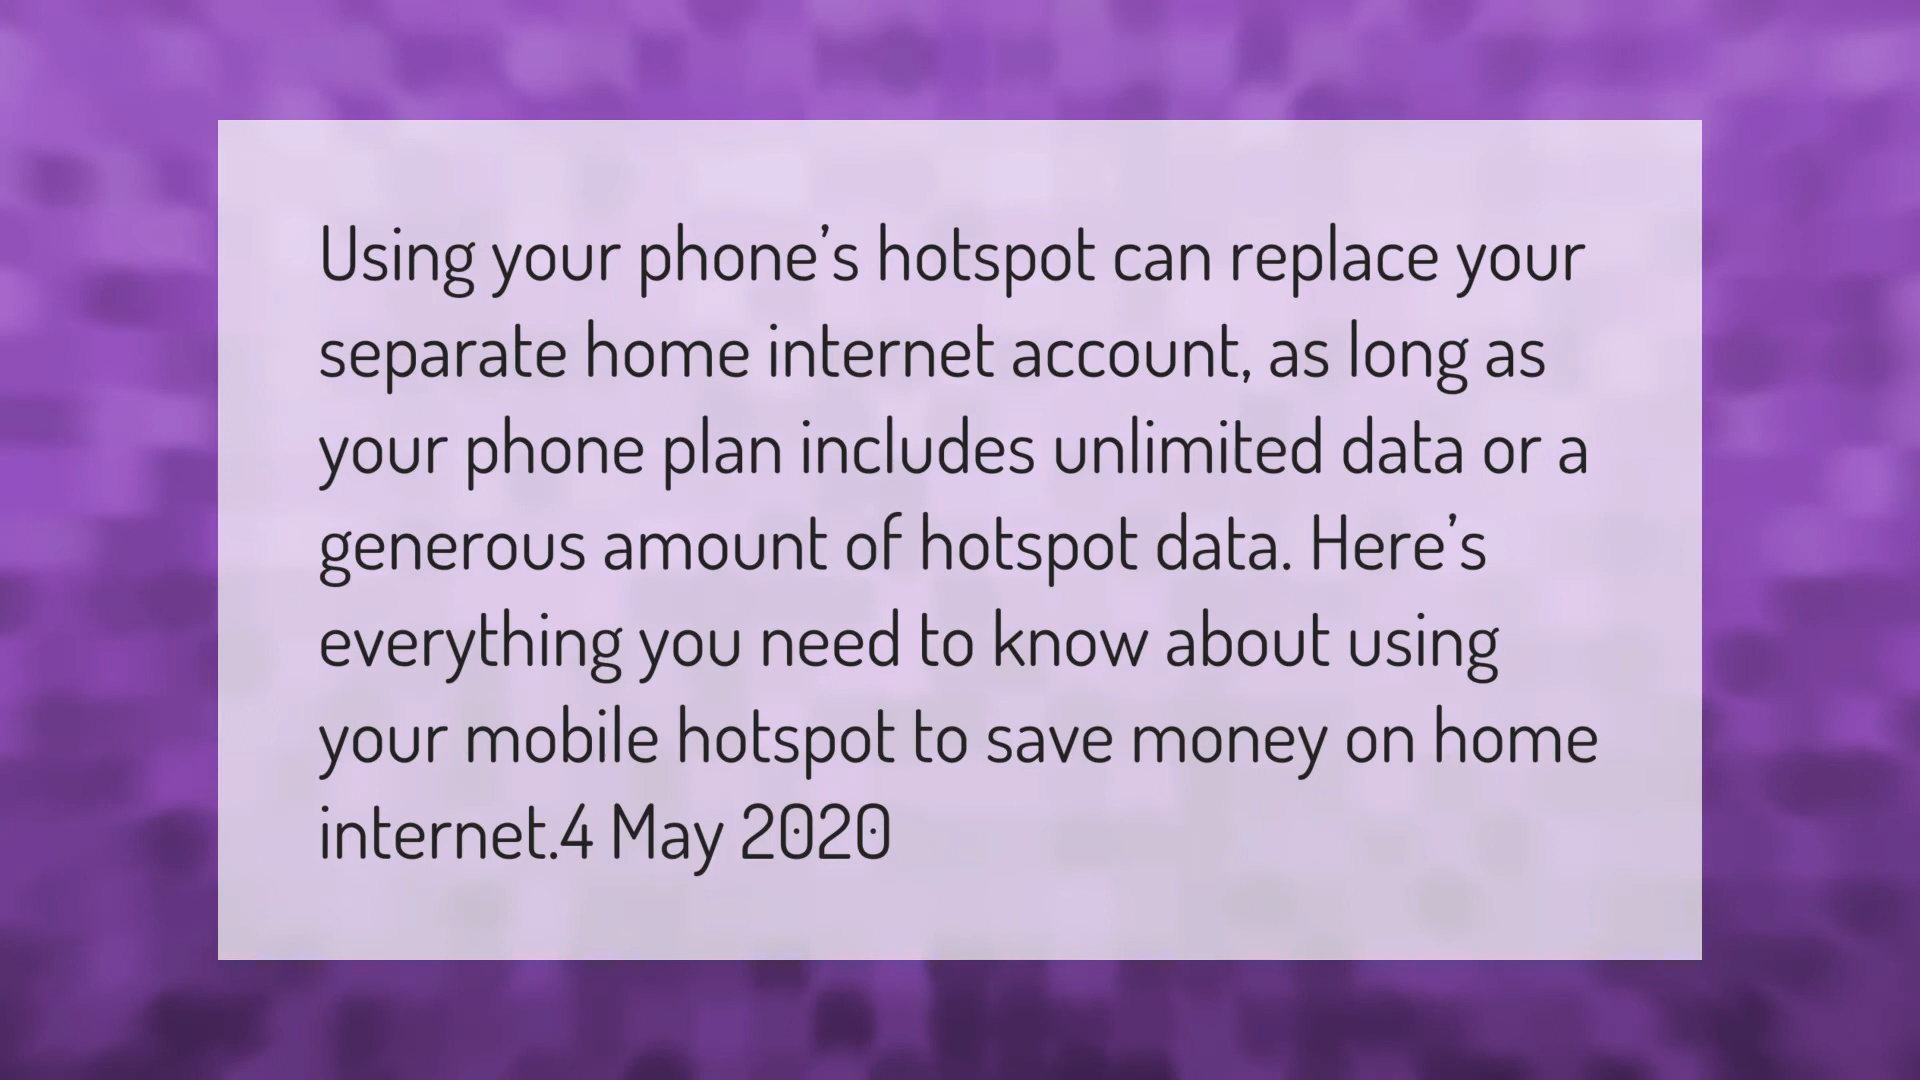 Using your phone’s hotspot can replace your
separate home internet account, as long as
your phone plan includes unlimited data or a
generous amount of hotspot data. Here’s
everything you need to know about using
your mobile hotspot to save money on home
internet.4 May 2020